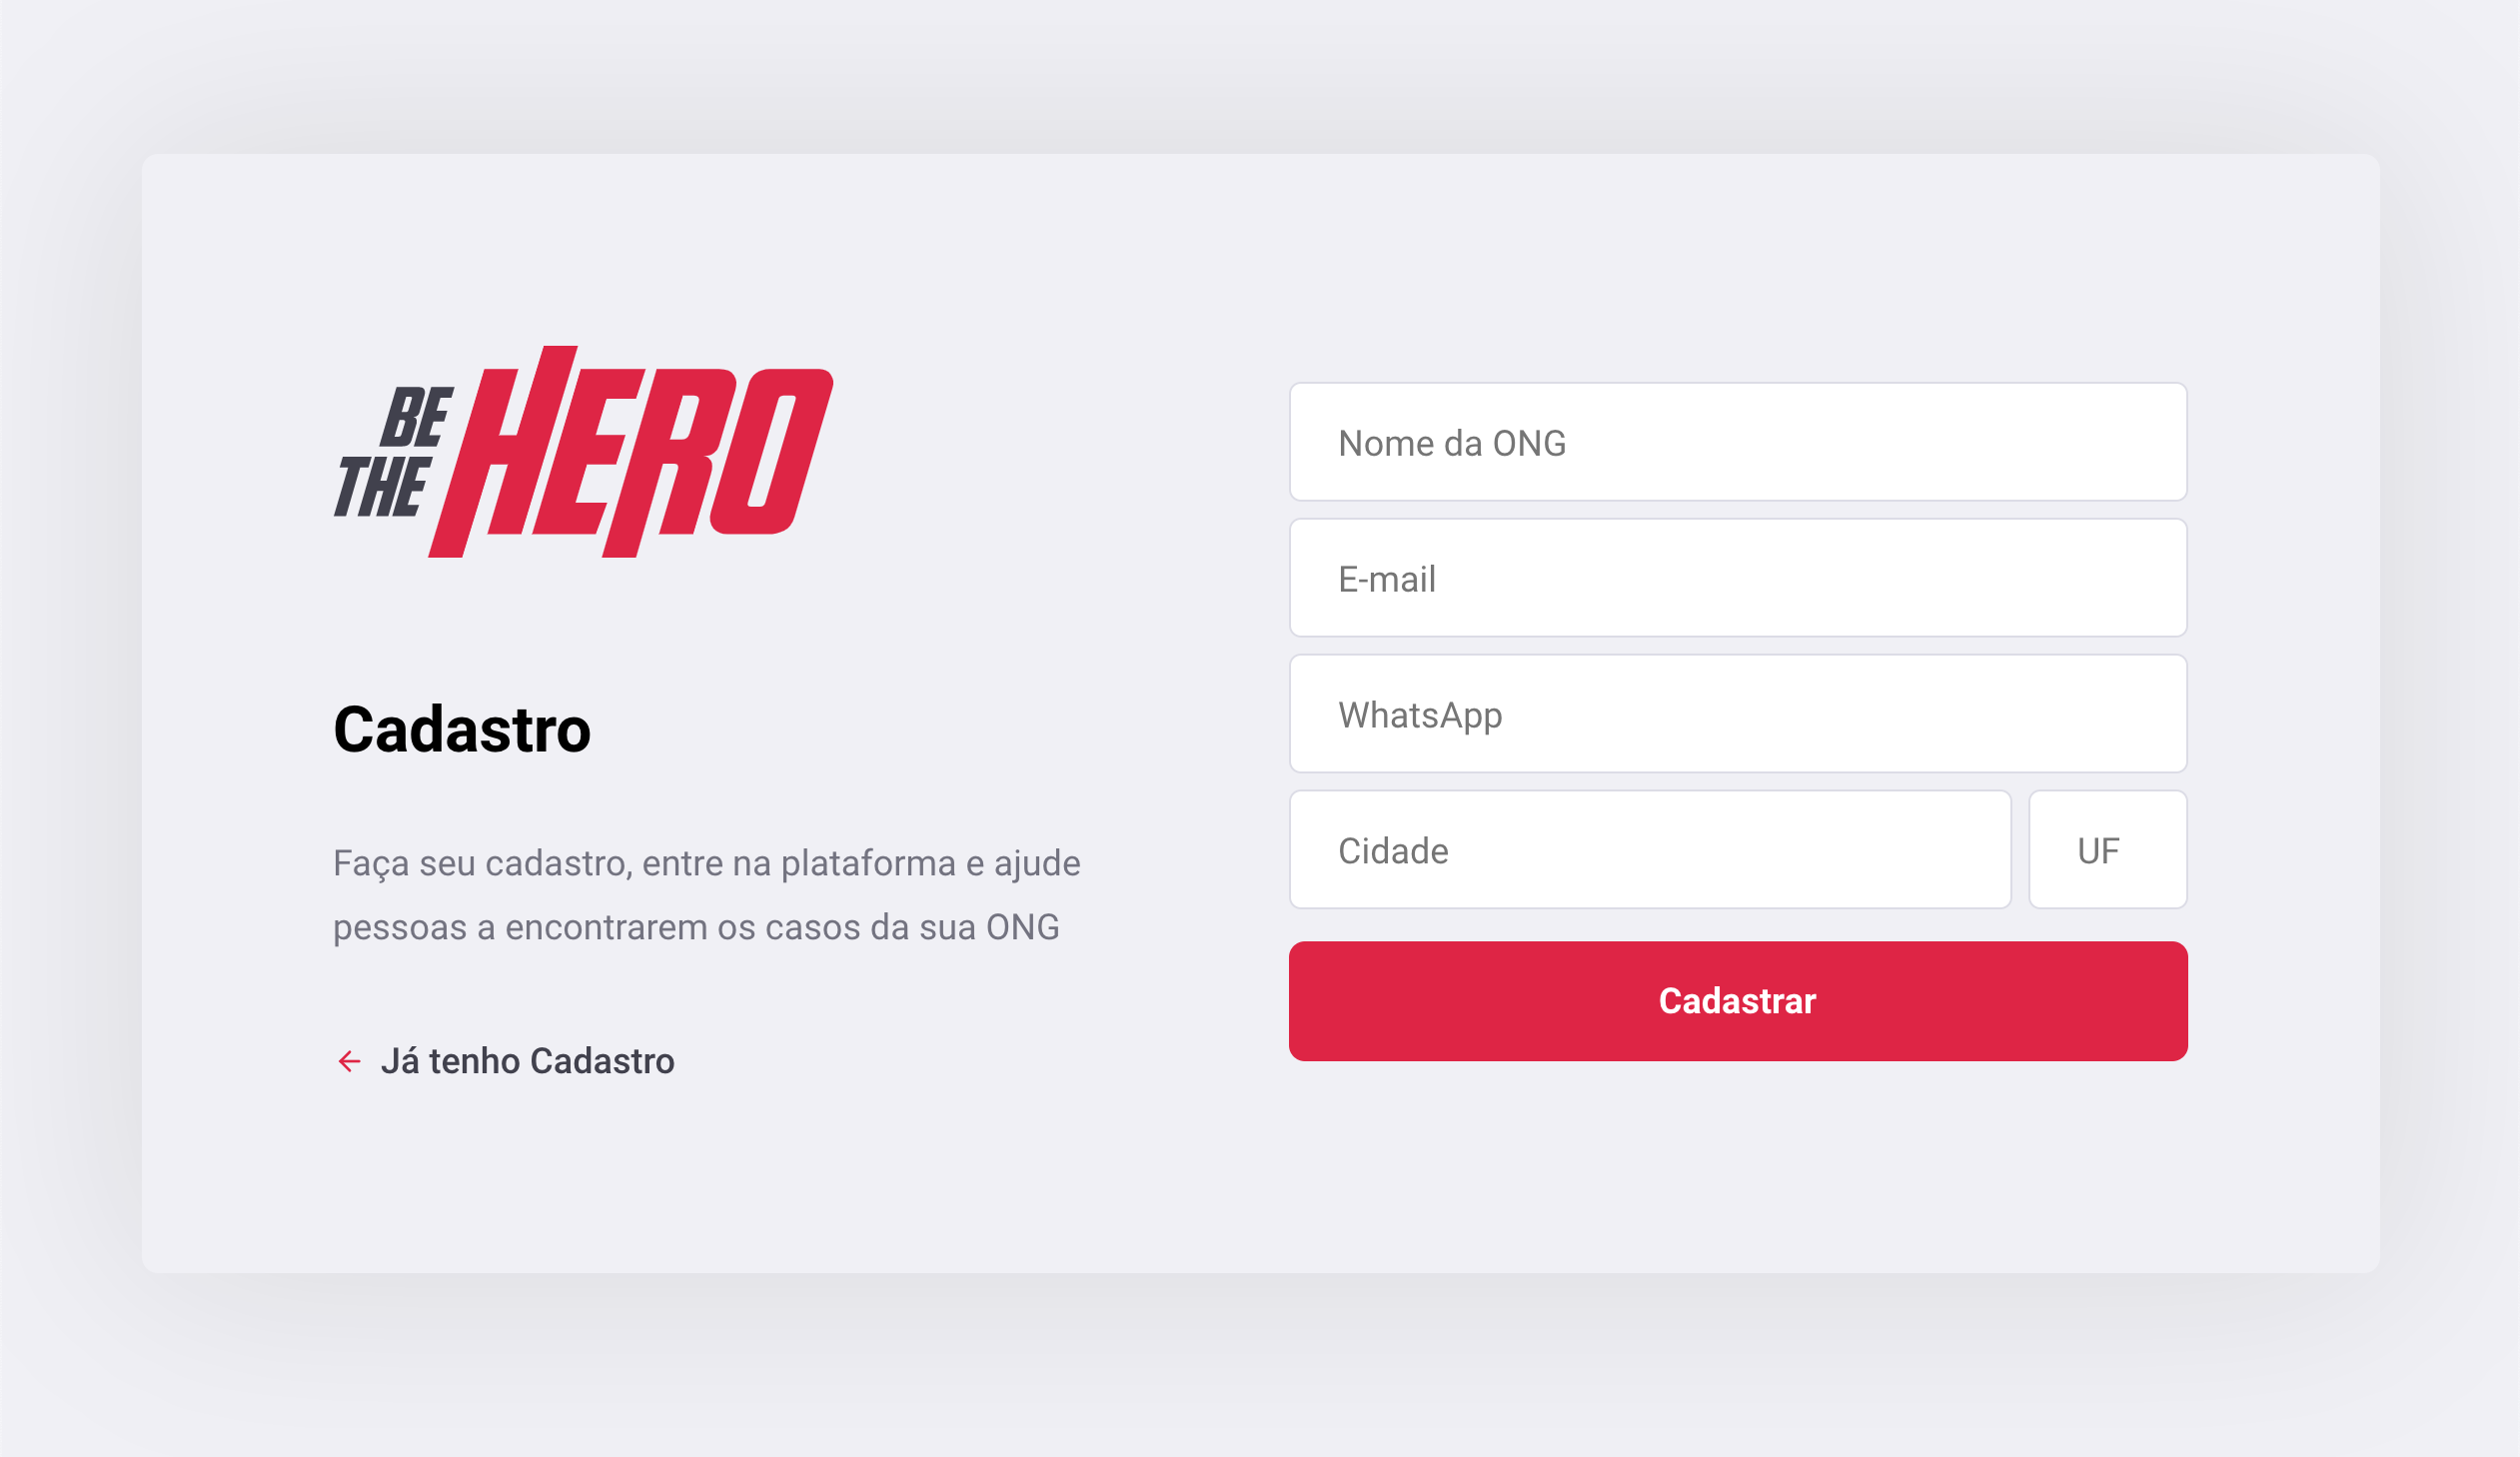 BE
THE
HERO
Cadastro
Faça seu cadastro, entre na plataforma e ajude
pessoas a encontrarem os casos da sua ONG
Já tenho Cadastro
Nome da ONG
E-mail
WhatsApp
Cidade
UF
Cadastrar